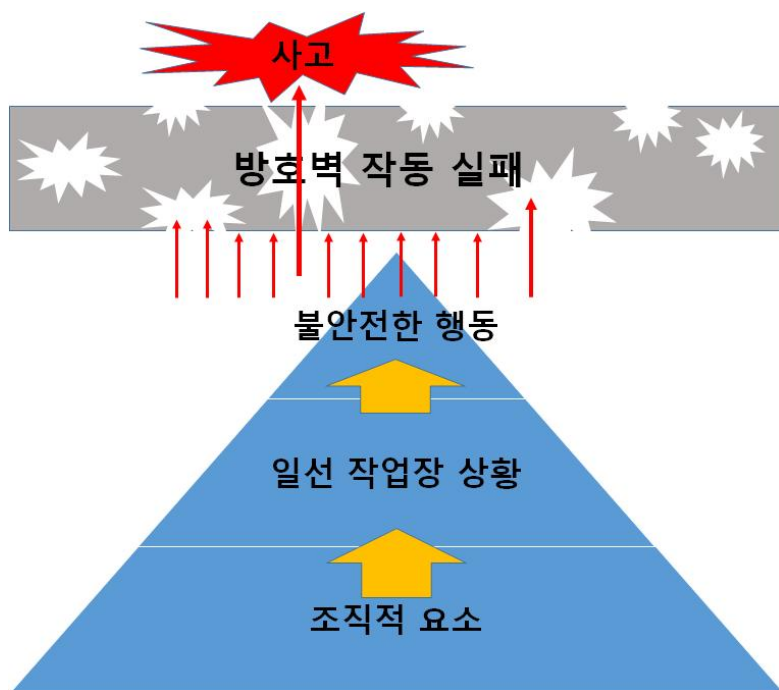 사고
방호벽 작동 실패
불안전한 행동
일선 작업장 상황
조직적 요소